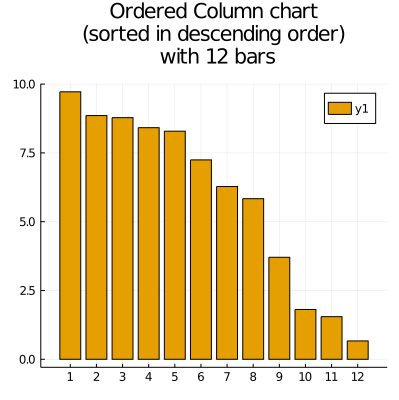 Ordered Column chart
(sorted in descending order)
with 12 bars
10.0
7.5
5.0
2.5
0.0
y1
1 2 3 4 5 6 7 8 9 10 11 12